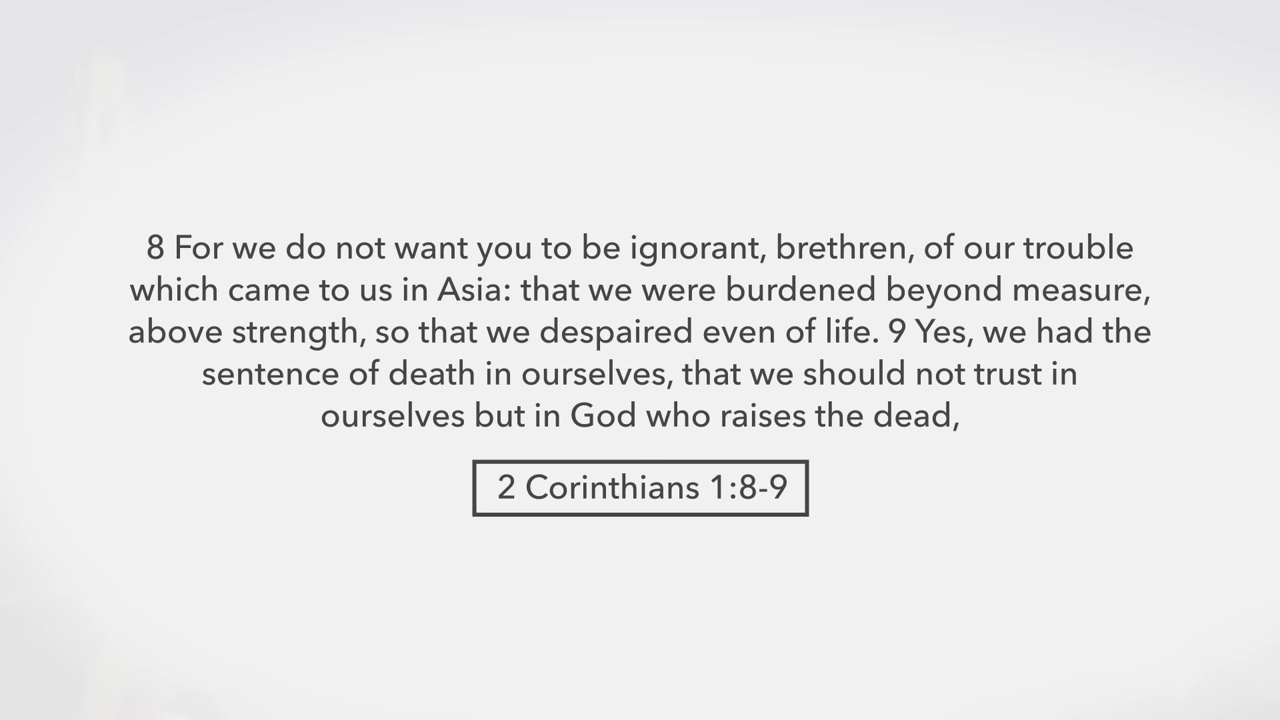 8 For we do not want you to be ignorant, brethren, of our trouble
which came to us in Asia: that we were burdened beyond measure,
above strength, so that we despaired even of life. 9 Yes, we had the
sentence of death in ourselves, that we should not trust in
ourselves but in God who raises the dead,
2 Corinthians 1:8-9